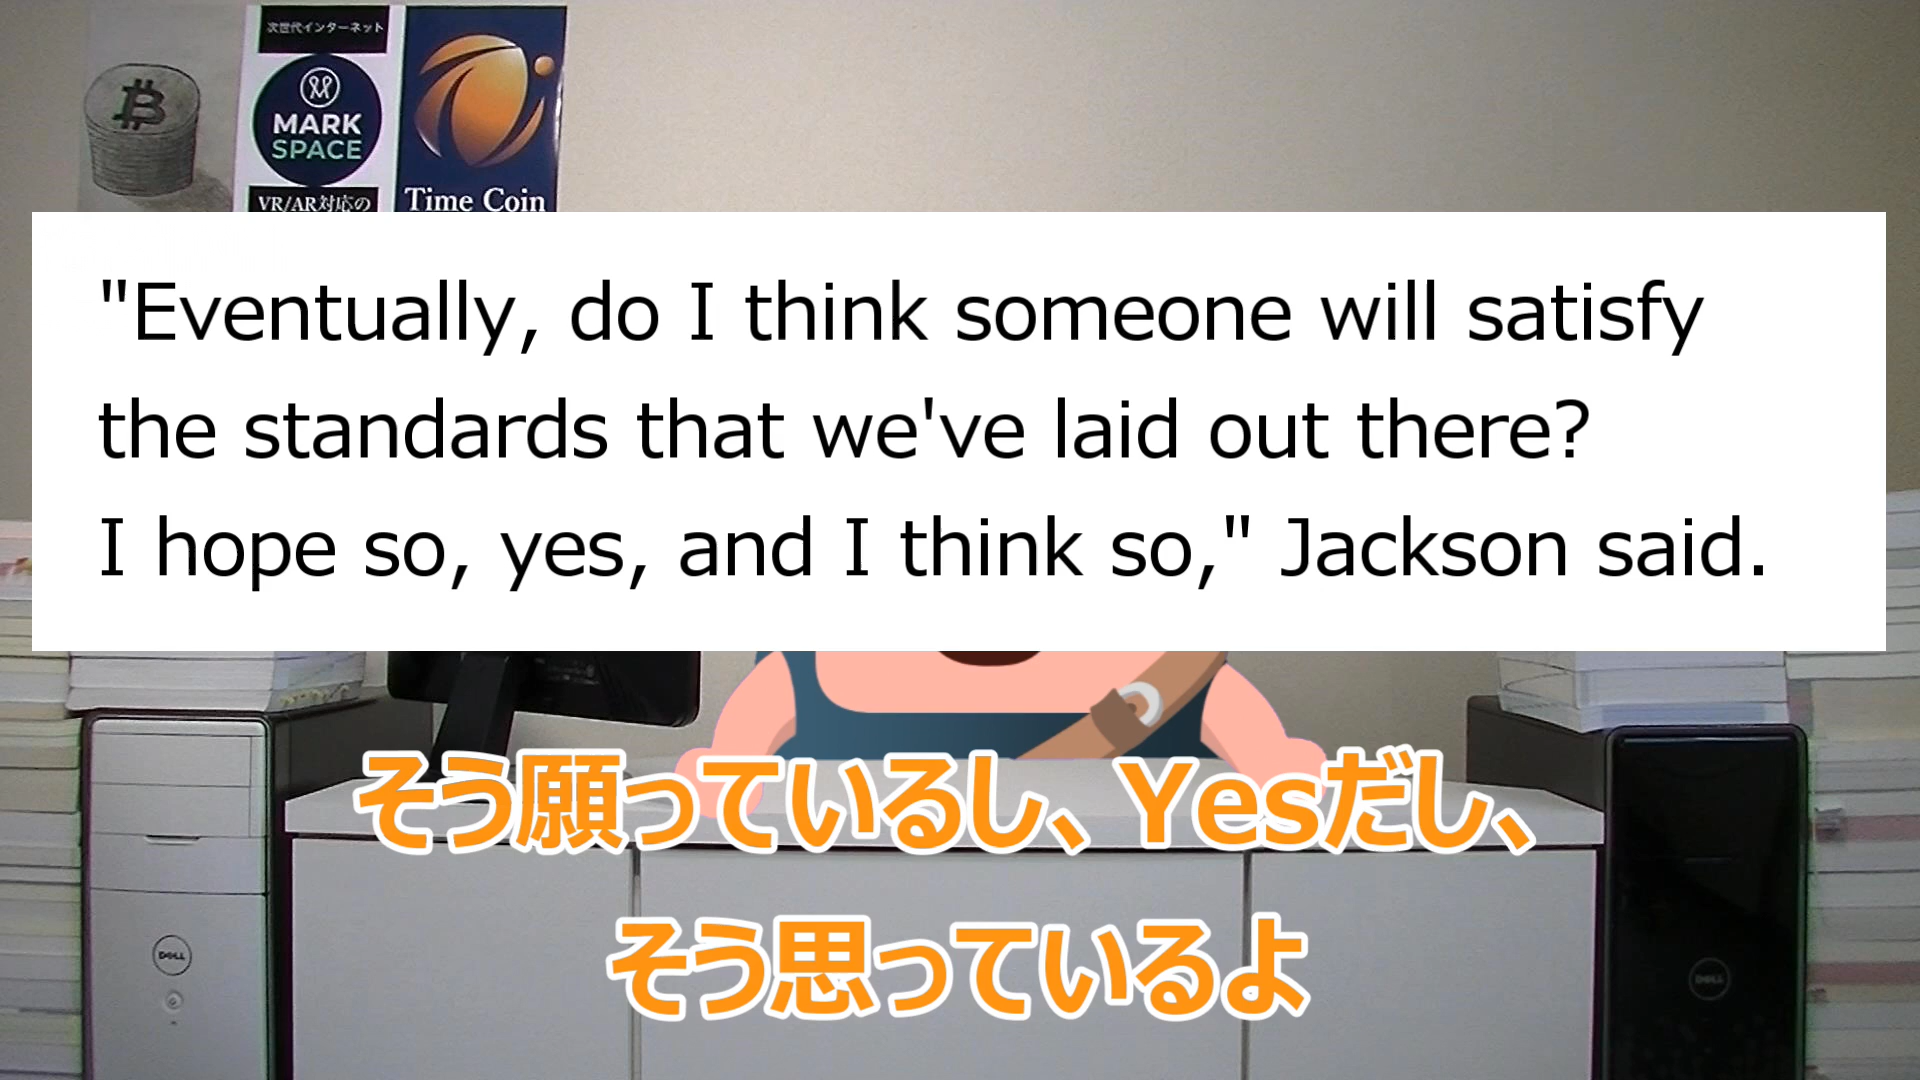 次世代インターネット
MARK
SPACE
VR/AR対応の
Time Coin
"Eventually, do I think someone will satisfy
the standards that we've laid out there?
I hope so, yes, and I think so," Jackson said.
そう願っているし、Yesだし、
そう思っているよ
DELL
DELL